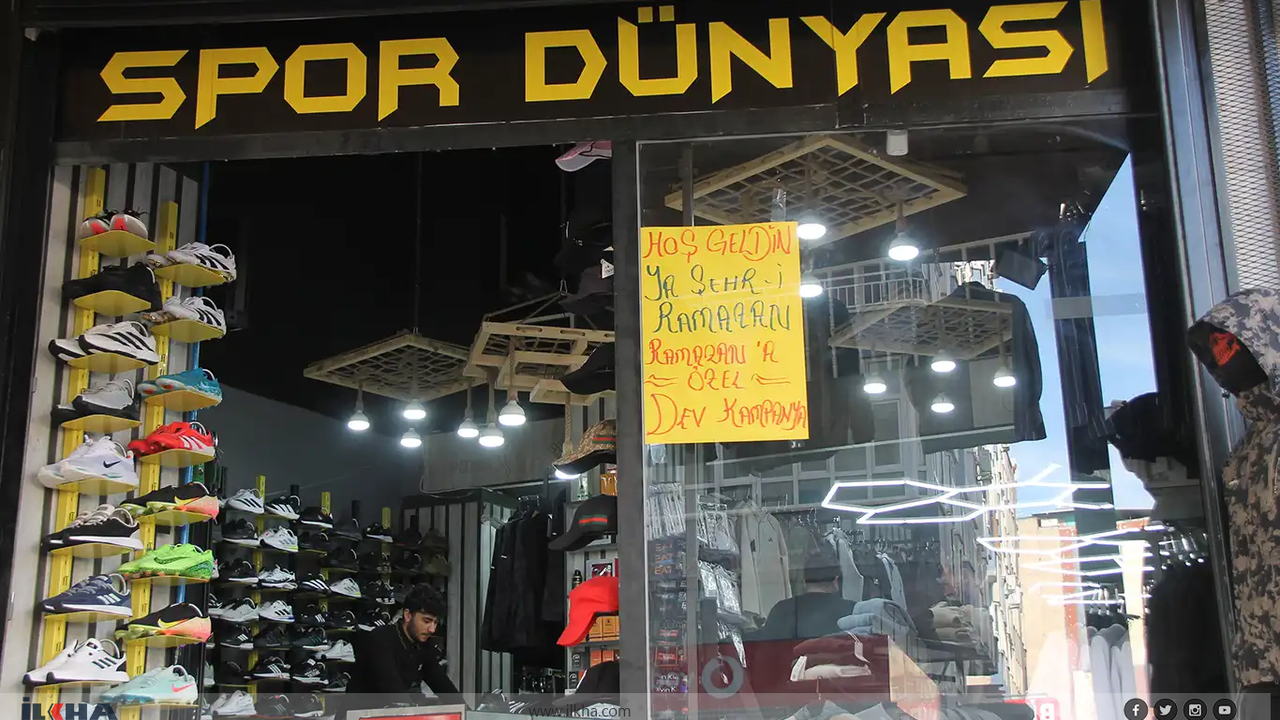 SPOR DÜNYASI
HOŞ GELDİN
YA ŞEHR-İ
RAMAZAN
RAMAZAN'A
ÖZEL
DEV KAMPANYA
İLKHA
www.ilkha.com